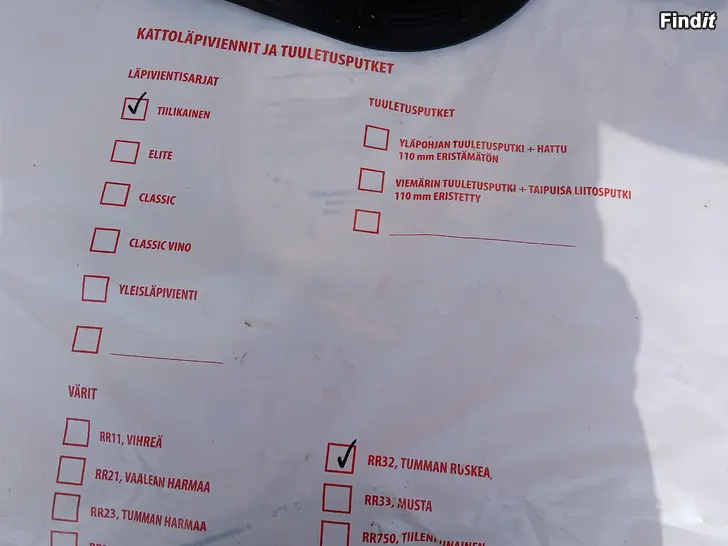 Findit
KATTOLÄPIVIENNIT JA TUULETUSPUTKET
LÄPIVIENTISARJAT
TIILIKAINEN
ELITE
CLASSIC
CLASSIC VINO
YLEISLÄPIVIENTI
TUULETUSPUTKET
YLÄPOHJAN TUULETUSPUTKI + HATTU
110 mm ERISTÄMÄTÖN
VIEMÄRIN TUULETUSPUTKI + TAIPUISA LIITOSPUTKI
110 mm ERISTETTY
VÄRIT
RR11, VIHREÄ
RR21, VAALEAN HARMAA
RR23, TUMMAN HARMAA
RR32, TUMMAN RUSKEA
RR33, MUSTA
RR750,